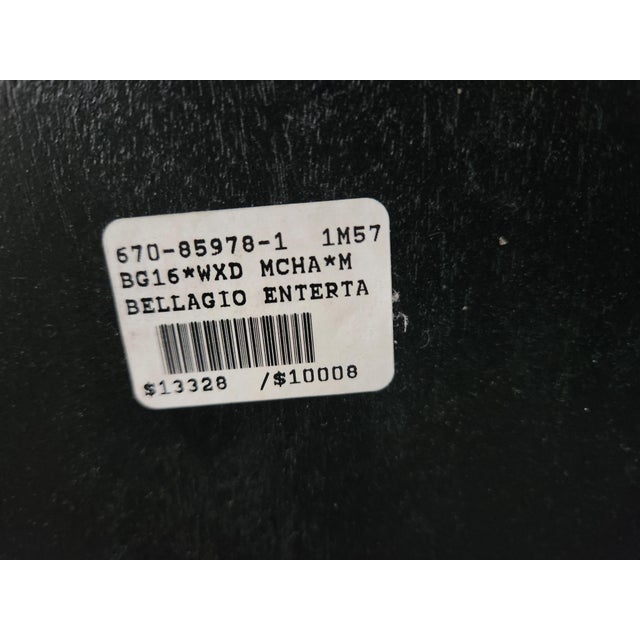 670-85978-1 1M57
BG16*WXD MCHA*M
BELLAGIO ENTERTA
$13328 /$10008